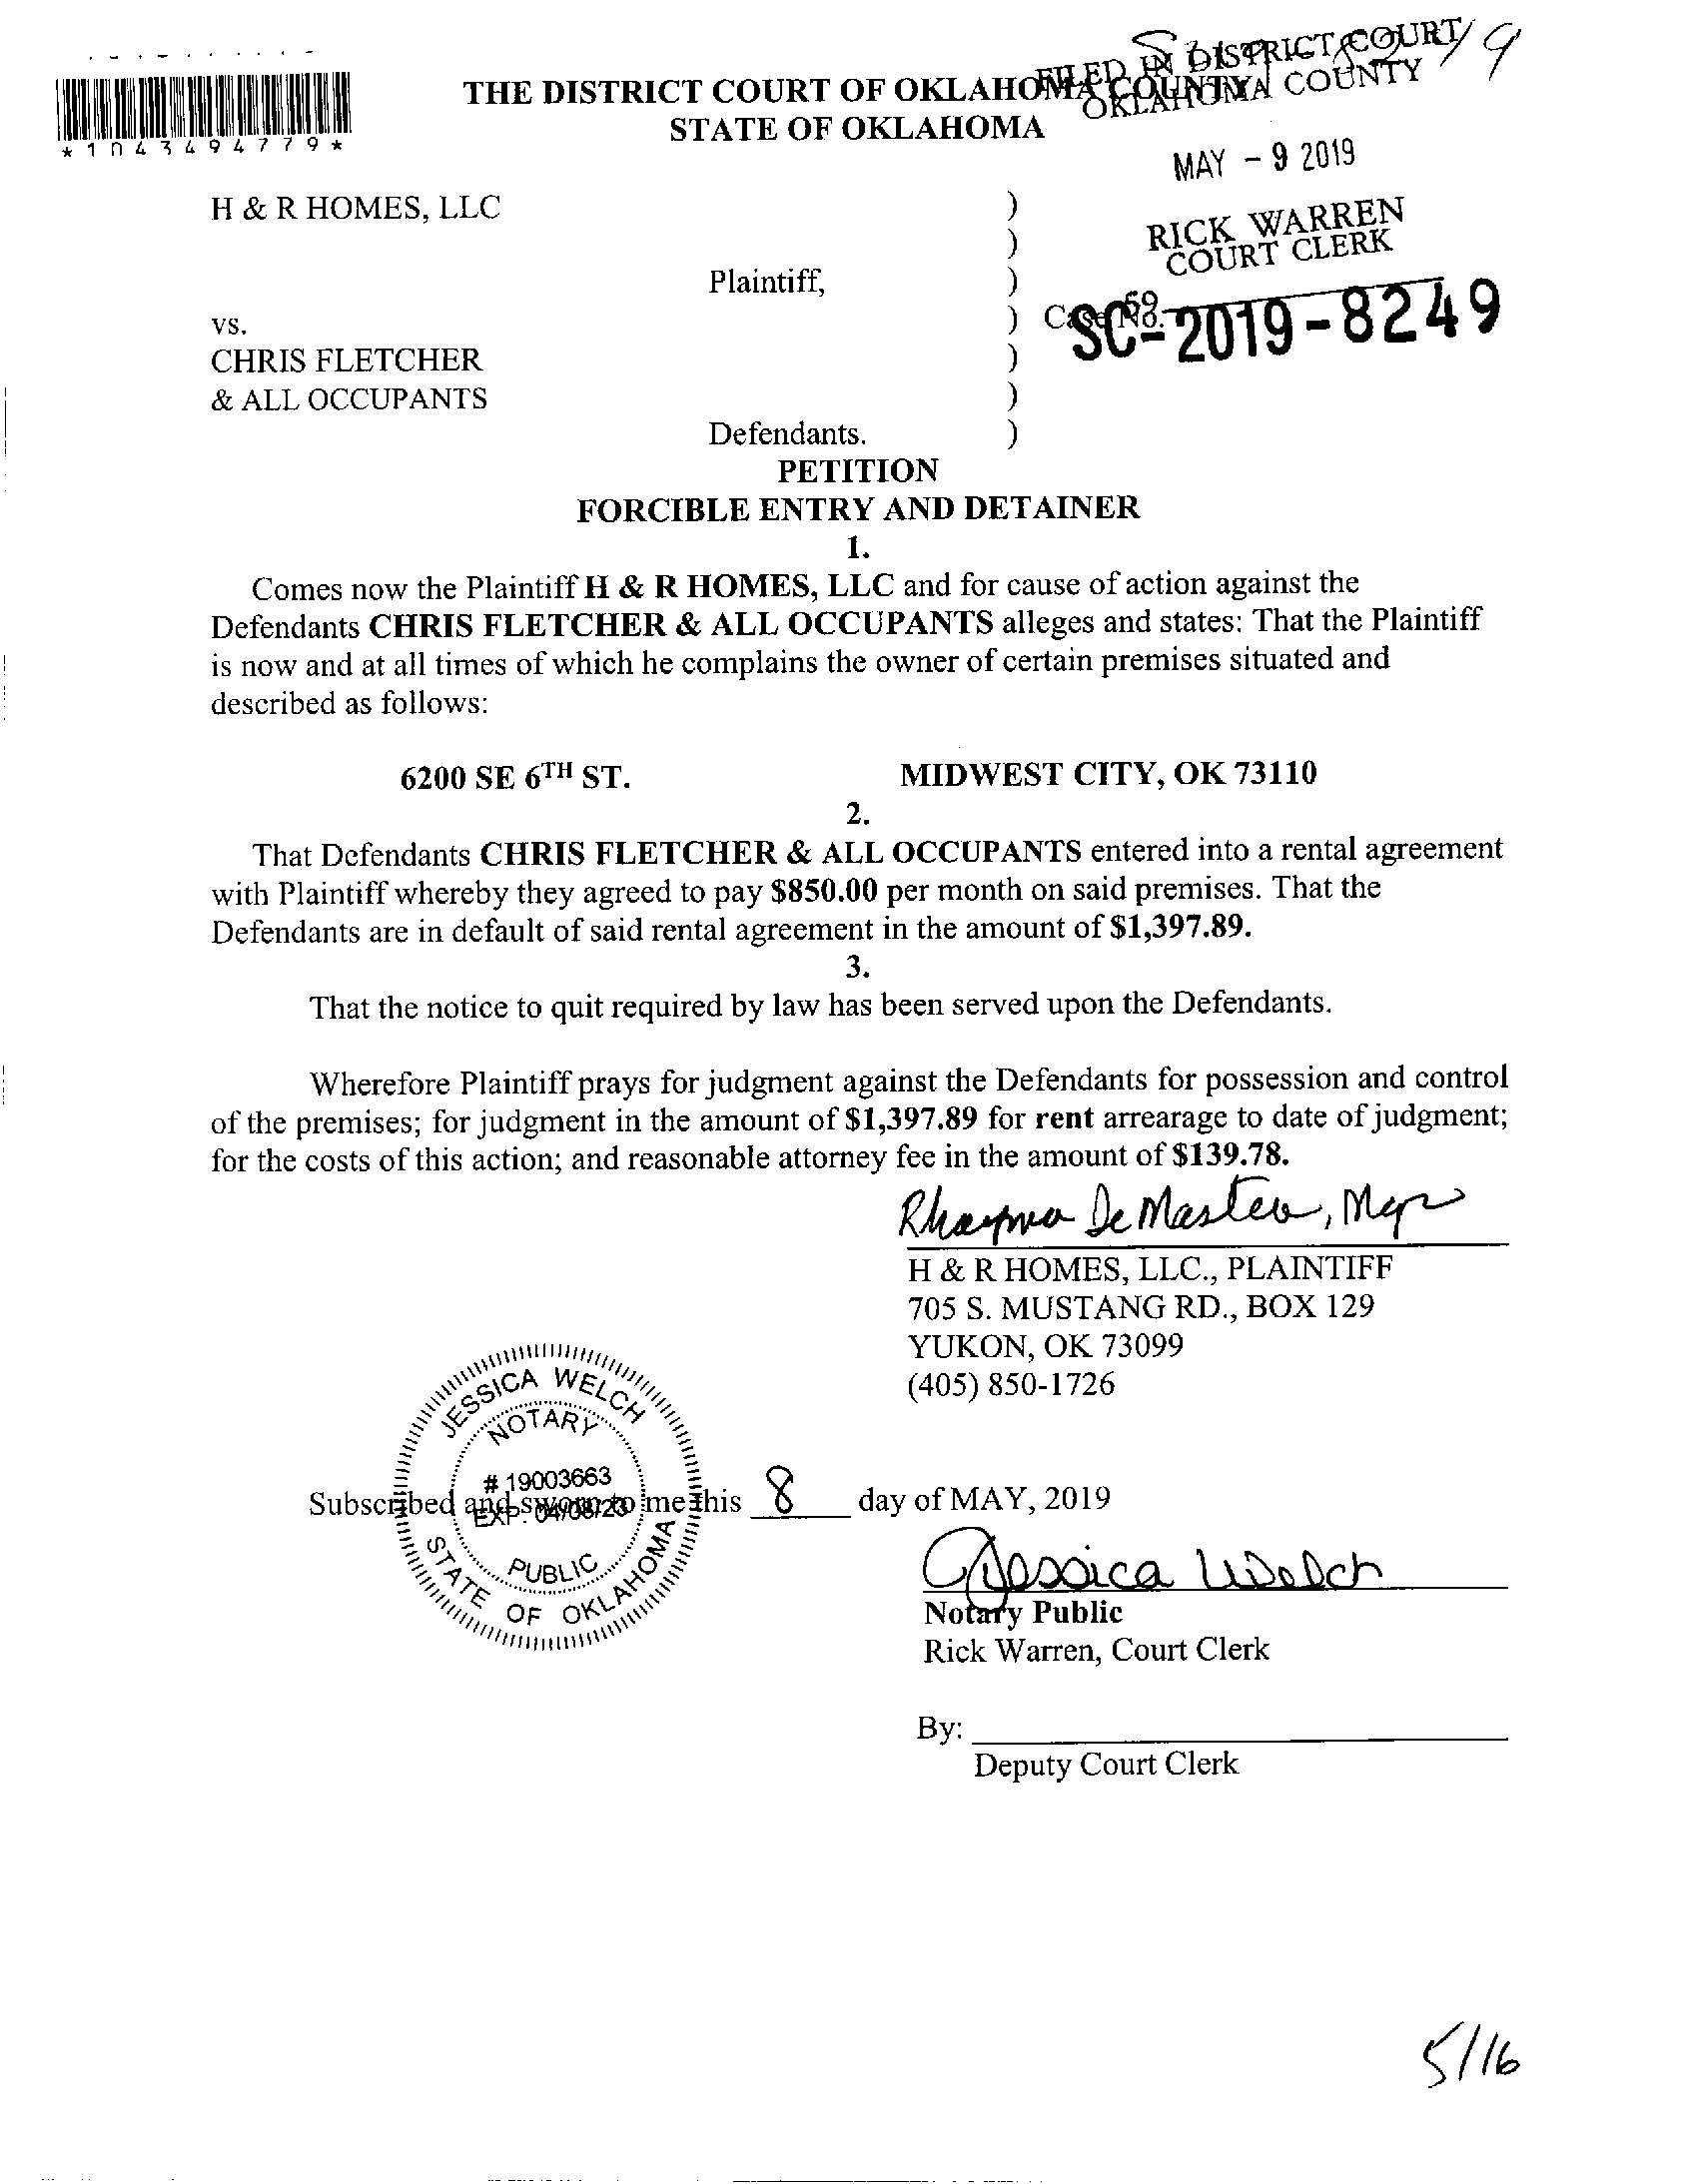 THE DISTRICT COURT OF OKLAHOMA COUNTY
STATE OF OKLAHOMA
FILED IN DISTRICT COURT
OKLAHOMA COUNTY
MAY - 9 2019
RICK WARREN
COURT CLERK
59
*1043494779*
H & R HOMES, LLC )
)
Plaintiff, )
vs. ) Case No. SC-2019-8249
CHRIS FLETCHER )
& ALL OCCUPANTS )
Defendants. )
PETITION
FORCIBLE ENTRY AND DETAINER
1.
Comes now the Plaintiff H & R HOMES, LLC and for cause of action against the
Defendants CHRIS FLETCHER & ALL OCCUPANTS alleges and states: That the Plaintiff
is now and at all times of which he complains the owner of certain premises situated and
described as follows:
6200 SE 6TH ST. MIDWEST CITY, OK 73110
2.
That Defendants CHRIS FLETCHER & ALL OCCUPANTS entered into a rental agreement
with Plaintiff whereby they agreed to pay $850.00 per month on said premises. That the
Defendants are in default of said rental agreement in the amount of $1,397.89.
3.
That the notice to quit required by law has been served upon the Defendants.
Wherefore Plaintiff prays for judgment against the Defendants for possession and control
of the premises; for judgment in the amount of $1,397.89 for rent arrearage to date of judgment;
for the costs of this action; and reasonable attorney fee in the amount of $139.78.
De Master, Mgr
H & R HOMES, LLC., PLAINTIFF
705 S. MUSTANG RD., BOX 129
YUKON, OK 73099
(405) 850-1726
JESSICA WELCH
NOTARY
# 19003663
EXP. 04/08/23
PUBLIC
STATE OF OKLAHOMA
Subscribed and sworn to me this 8 day of MAY, 2019
Jessica Welch
Notary Public
Rick Warren, Court Clerk
By:
Deputy Court Clerk
5/16